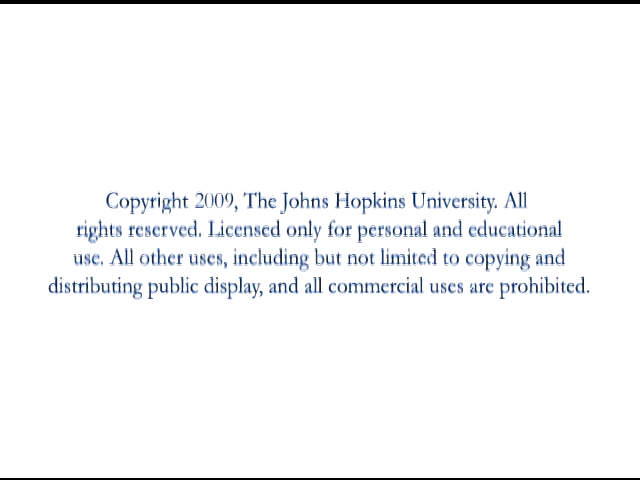 Copyright 2009, The Johns Hopkins University. All
rights reserved. Licensed only for personal and educational
use. All other uses, including but not limited to copying and
distributing public display, and all commercial uses are prohibited.